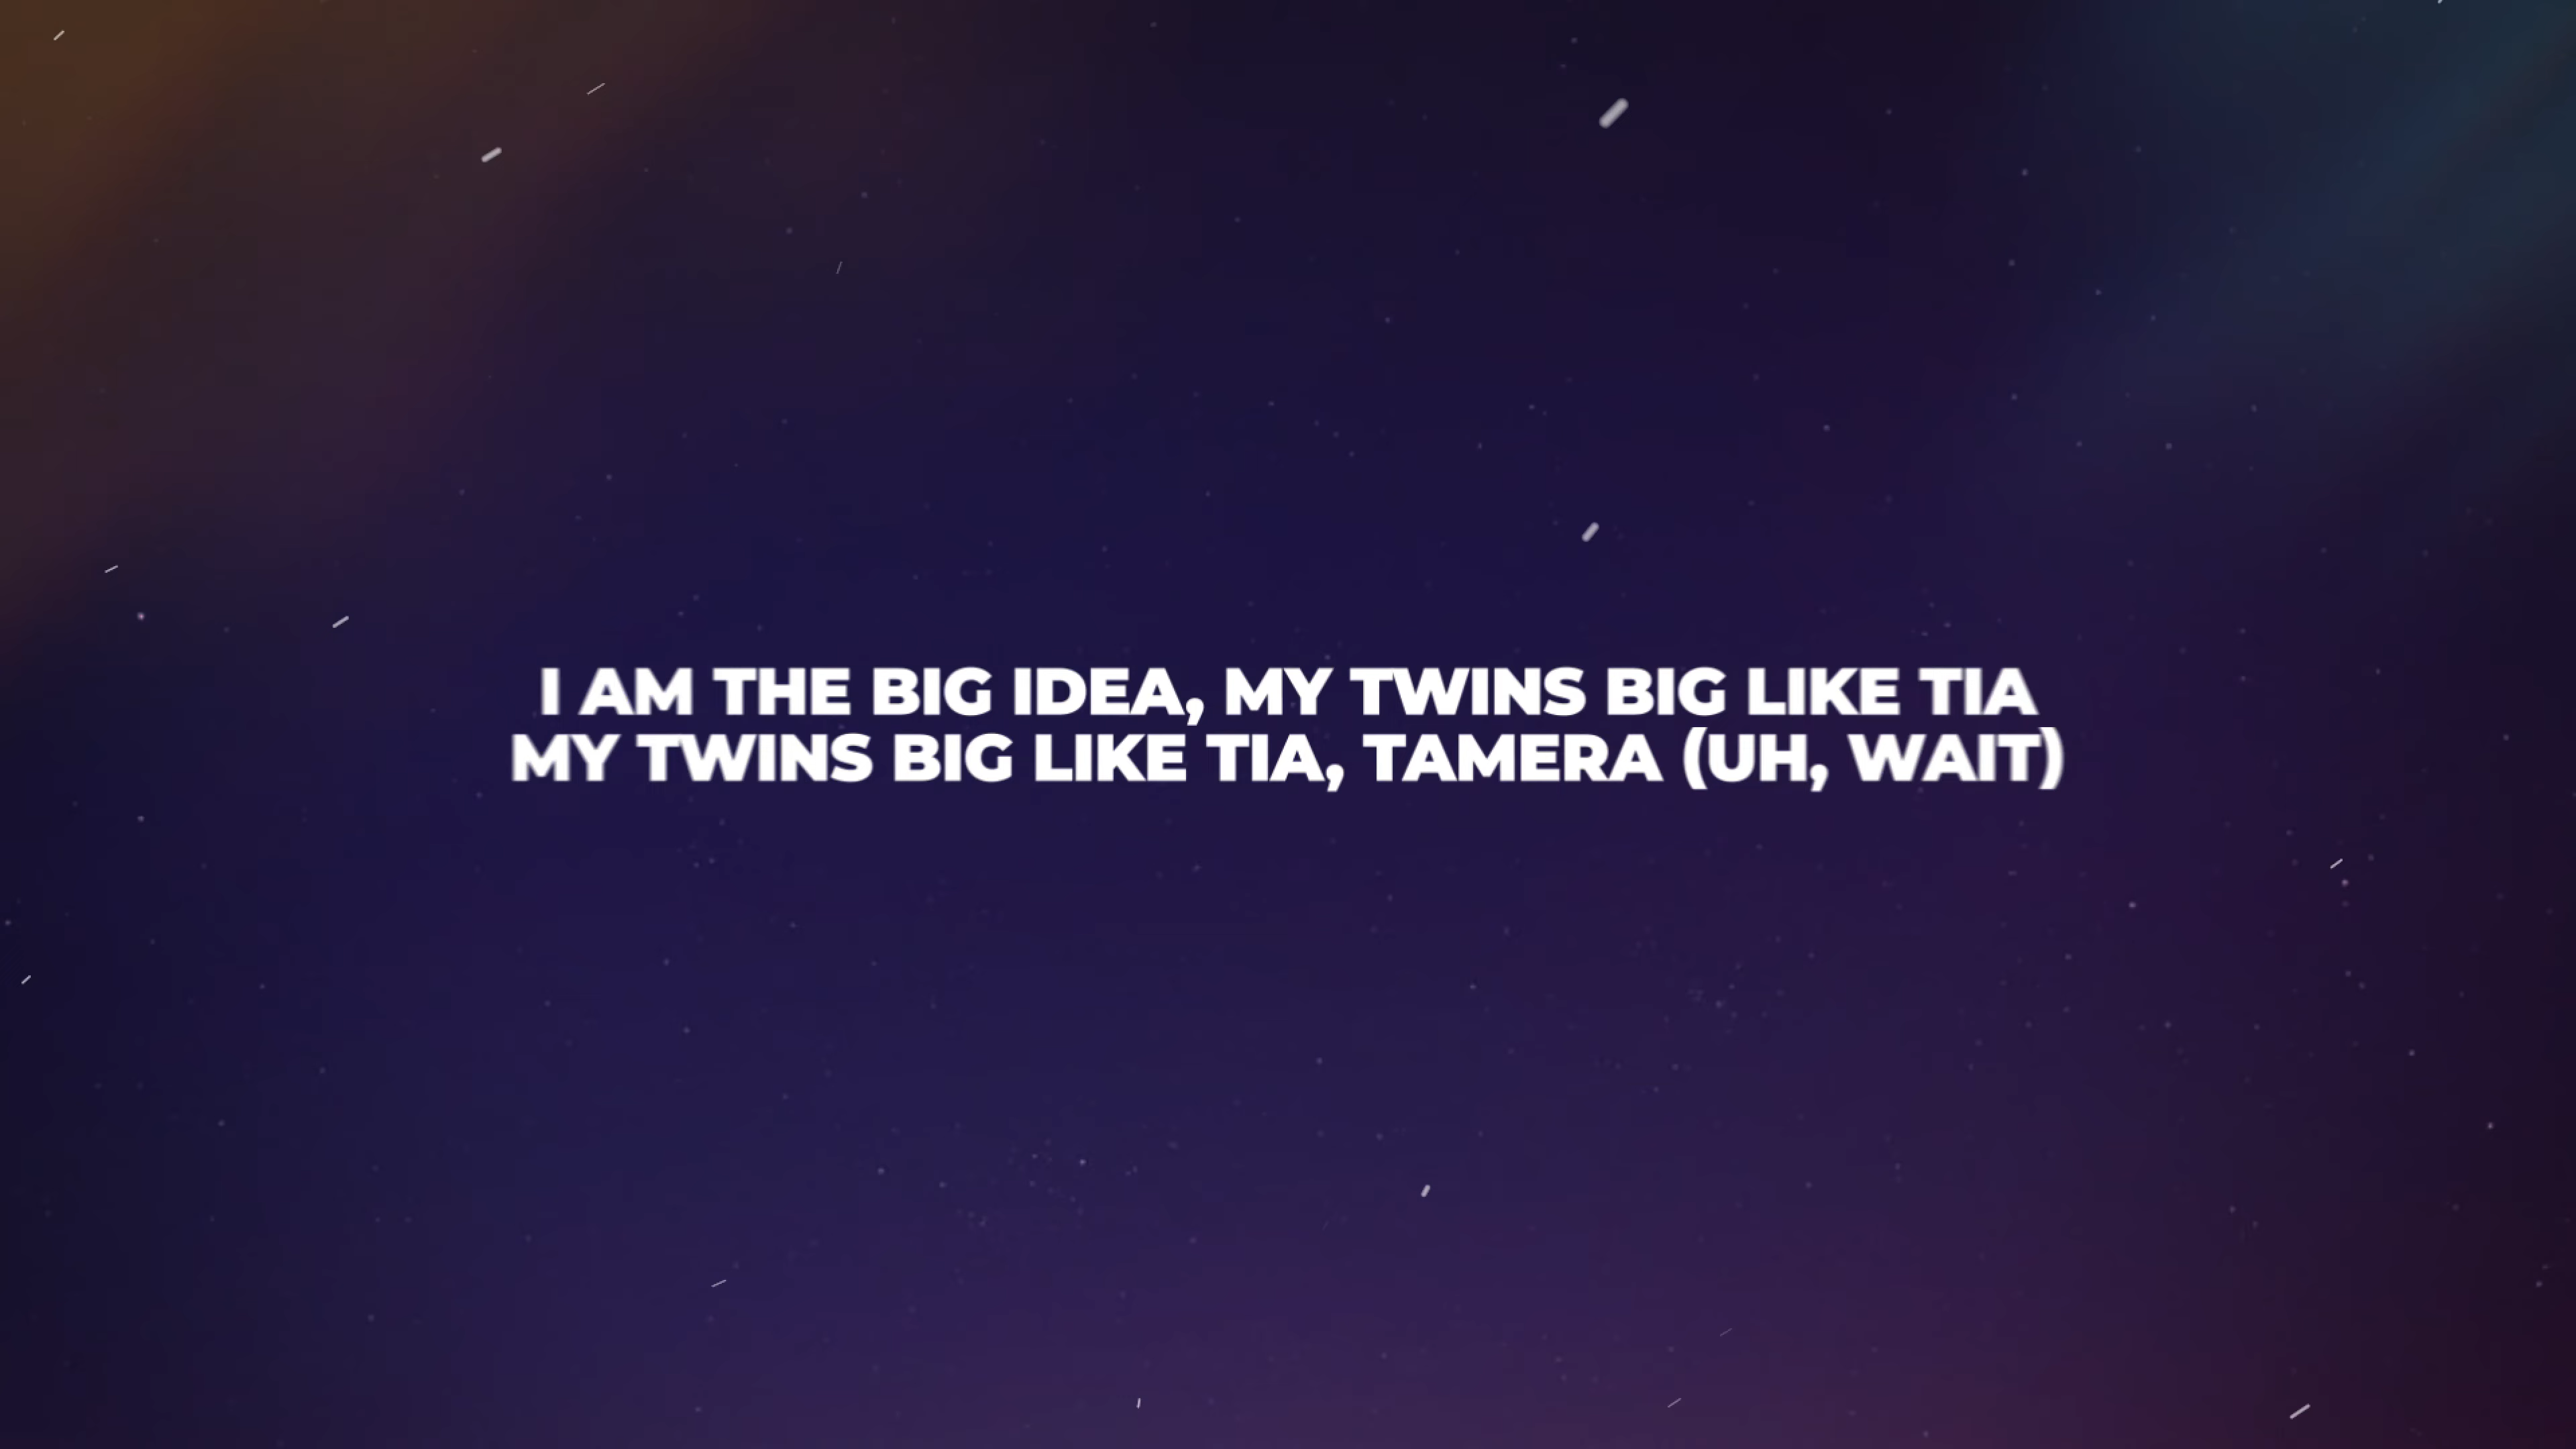 I AM THE BIG IDEA, MY TWINS BIG LIKE TIA
MY TWINS BIG LIKE TIA, TAMERA (UH, WAIT)